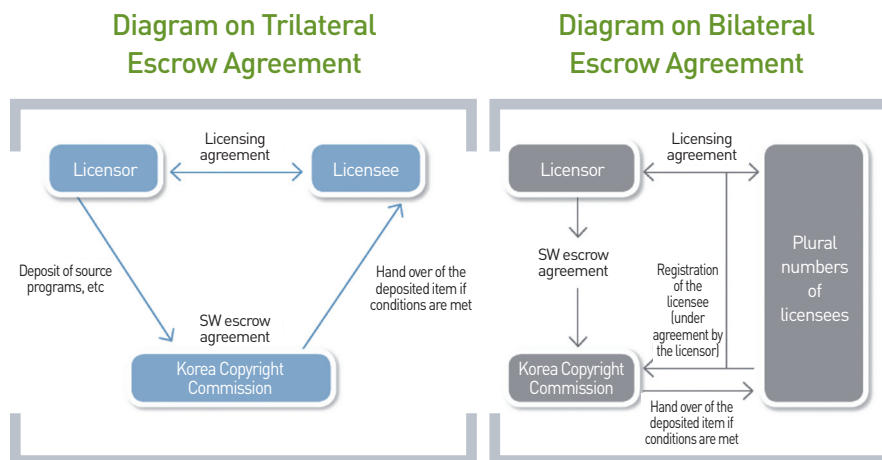 Diagram on Trilateral
Escrow Agreement
Licensing
agreement
Licensor
Licensee
Deposit of source
programs, etc
Hand over of the
deposited item if
conditions are met
SW escrow
agreement
Korea Copyright
Commission
Diagram on Bilateral
Escrow Agreement
Licensing
agreement
Licensor
SW escrow
agreement
Registration
of the
licensee
(under
agreement by
the licensor)
Plural
numbers
of
licensees
Korea Copyright
Commission
Hand over of the
deposited item if
conditions are met